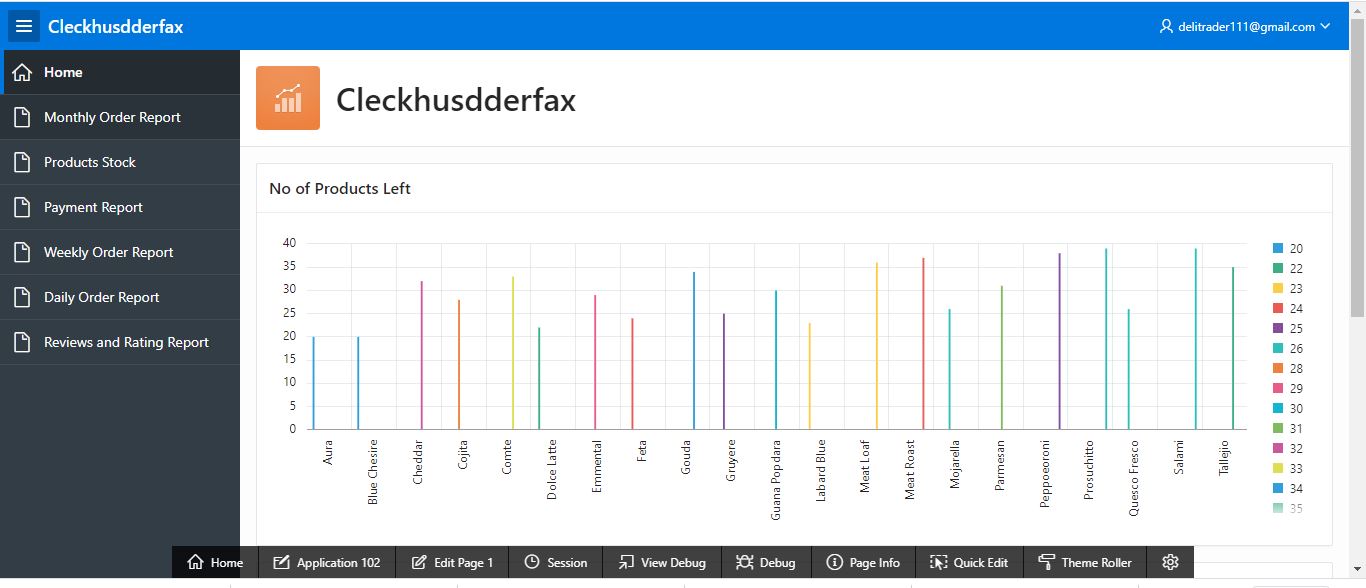 Cleckhusdderfax
delitrader111@gmail.com
Home
Monthly Order Report
Products Stock
Payment Report
Weekly Order Report
Daily Order Report
Reviews and Rating Report
Cleckhusdderfax
No of Products Left
40
35
30
25
20
15
10
5
0
Aura
Blue Chesire
Cheddar
Cojita
Comte
Dolce Latte
Emmental
Feta
Gouda
Gruyere
Guana Pop dara
Labard Blue
Meat Loaf
Meat Roast
Mojarella
Parmesan
Peppoeoroni
Prosuchitto
Quesco Fresco
Salami
Tallejio
20
22
23
24
25
26
28
29
30
31
32
33
34
35
Home Application 102 Edit Page 1 Session View Debug Debug Page Info Quick Edit Theme Roller